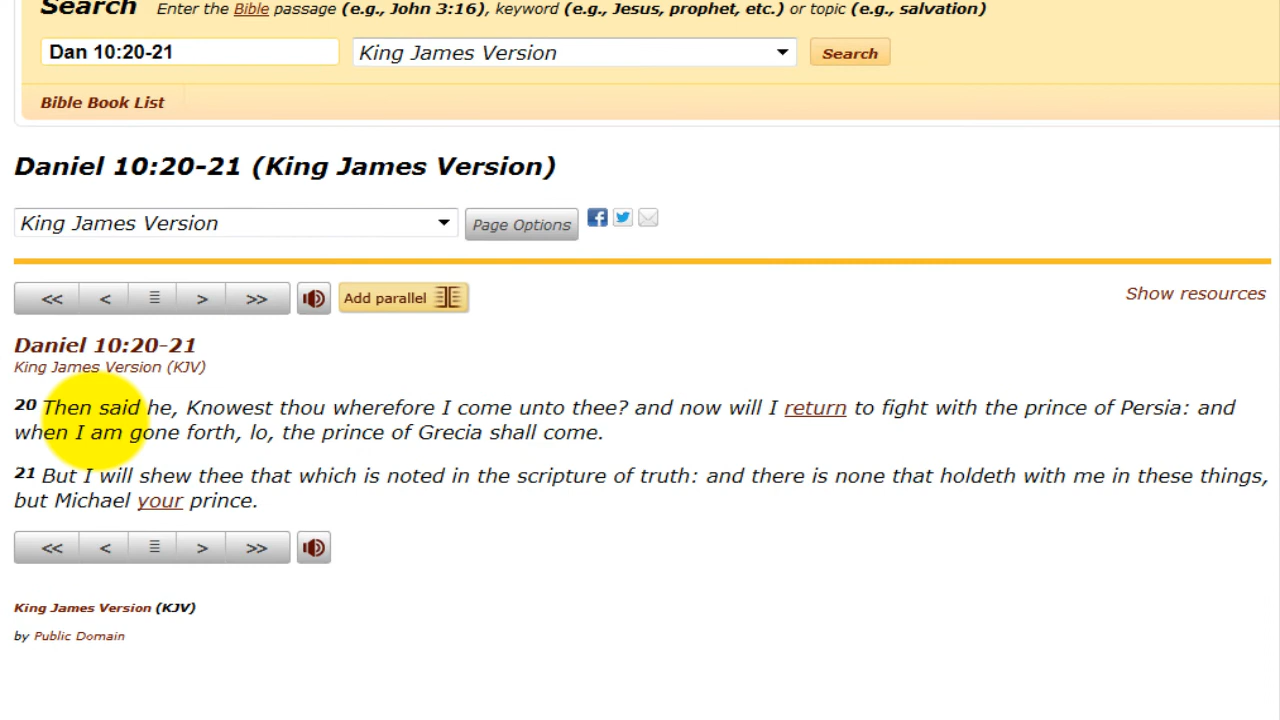 Search Enter the Bible passage (e.g., John 3:16), keyword (e.g., Jesus, prophet, etc.) or topic (e.g., salvation)
Dan 10:20-21 King James Version Search
Bible Book List
Daniel 10:20-21 (King James Version)
King James Version Page Options
<< < ≡ > >> Add parallel Show resources
Daniel 10:20-21
King James Version (KJV)
20 Then said he, Knowest thou wherefore I come unto thee? and now will I return to fight with the prince of Persia: and
when I am gone forth, lo, the prince of Grecia shall come.
21 But I will shew thee that which is noted in the scripture of truth: and there is none that holdeth with me in these things,
but Michael your prince.
<< < ≡ > >>
King James Version (KJV)
by Public Domain